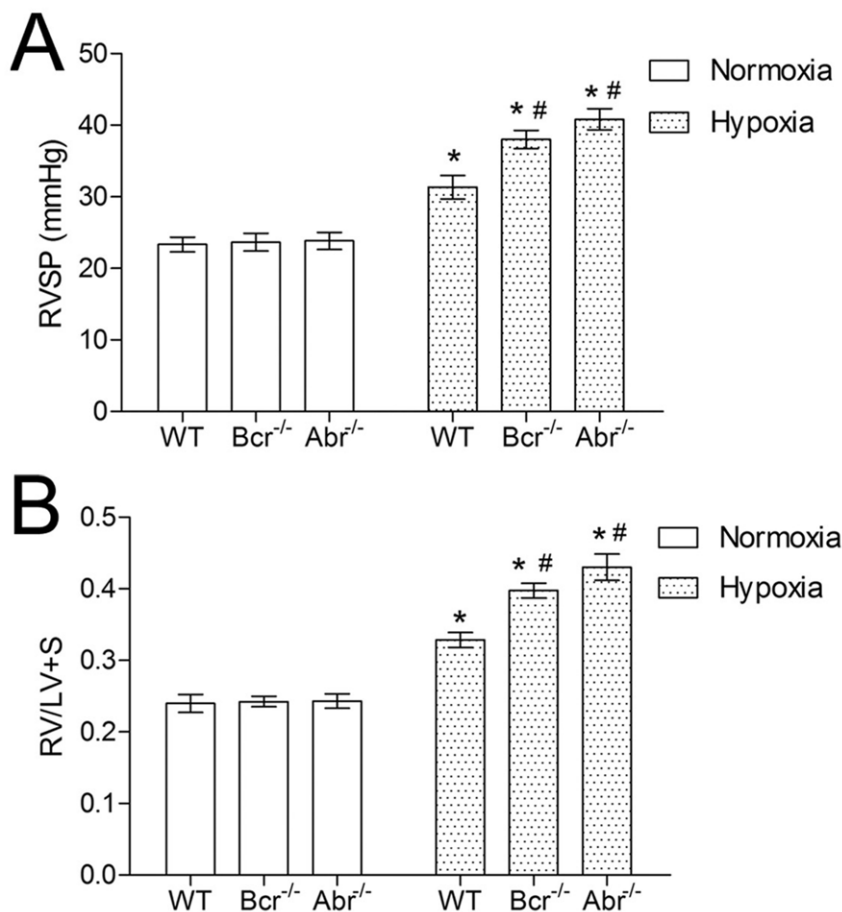 A
50
40
30
20
10
0
RVSP (mmHg)
Normoxia
Hypoxia
*
* #
* #
WT Bcr⁻/⁻ Abr⁻/⁻ WT Bcr⁻/⁻ Abr⁻/⁻
B
0.5
0.4
0.3
0.2
0.1
0.0
RV/LV+S
Normoxia
Hypoxia
*
* #
* #
WT Bcr⁻/⁻ Abr⁻/⁻ WT Bcr⁻/⁻ Abr⁻/⁻